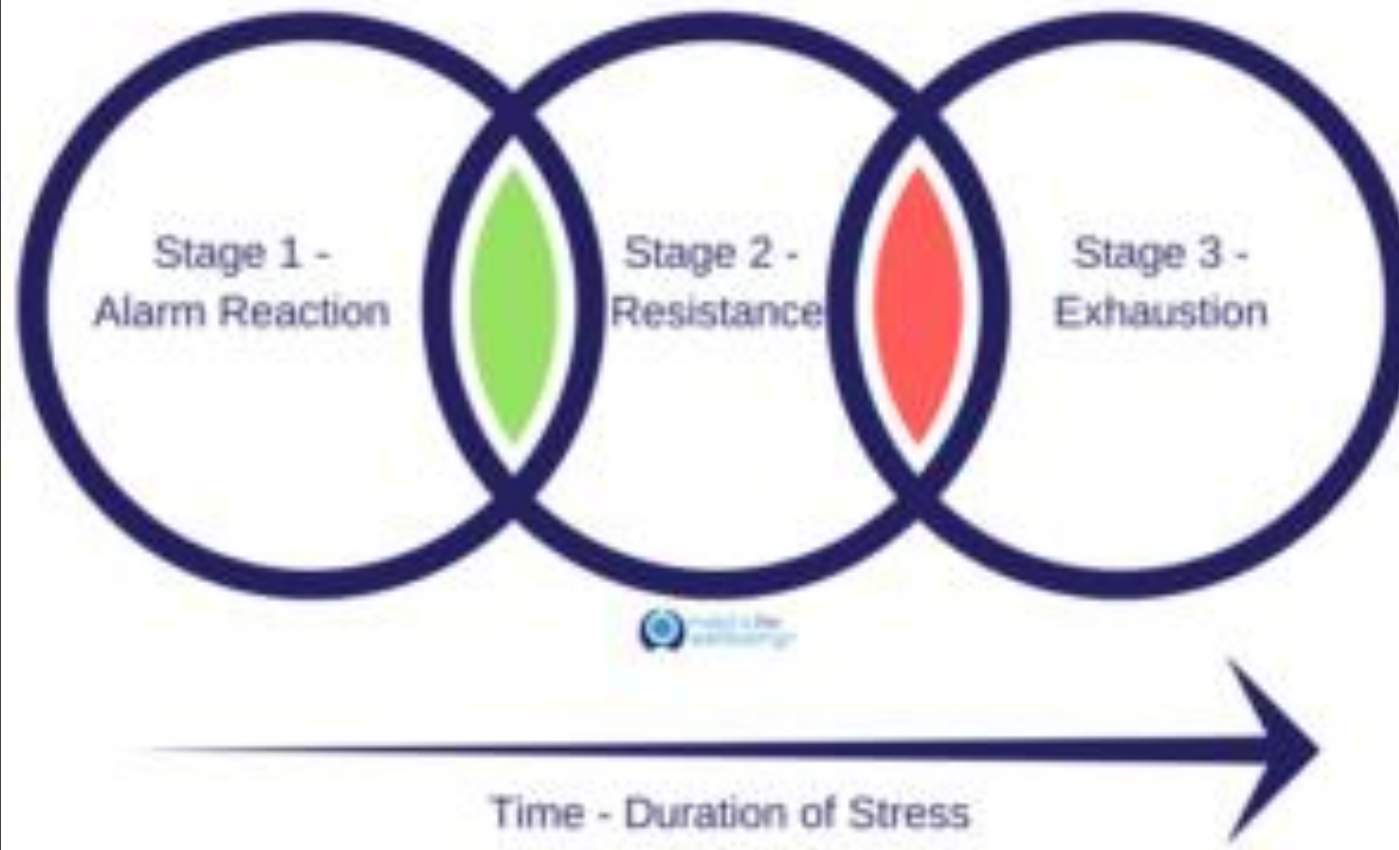 Stage 1 -
Alarm Reaction
Stage 2 -
Resistance
Stage 3 -
Exhaustion
Time - Duration of Stress